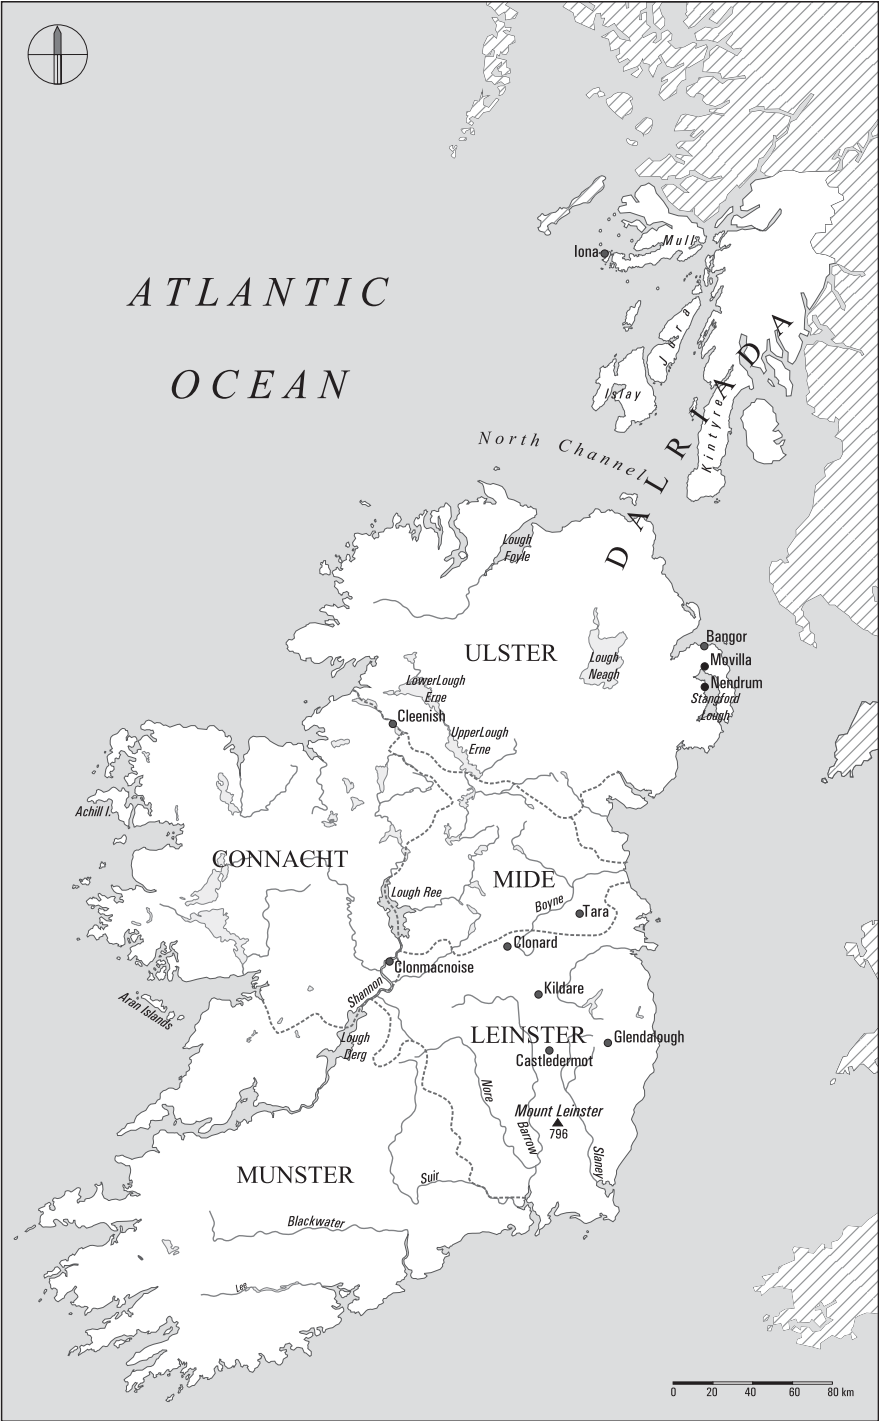 Iona
Mull
ATLANTIC
OCEAN
Jura
Islay
Kintyre
DALRIADA
North Channel
Lough
Foyle
ULSTER
Lough
Neagh
Bangor
Movilla
Nendrum
Stangford
Lough
LowerLough
Erne
Cleenish
UpperLough
Erne
Achill I.
CONNACHT
MIDE
Lough Ree
Boyne
Tara
Clonard
Clonmacnoise
Shannon
Kildare
Aran Islands
Lough
Derg
LEINSTER
Glendalough
Castledermot
Nore
Mount Leinster
796
Barrow
Slaney
MUNSTER
Suir
Blackwater
Lee
0 20 40 60 80 km